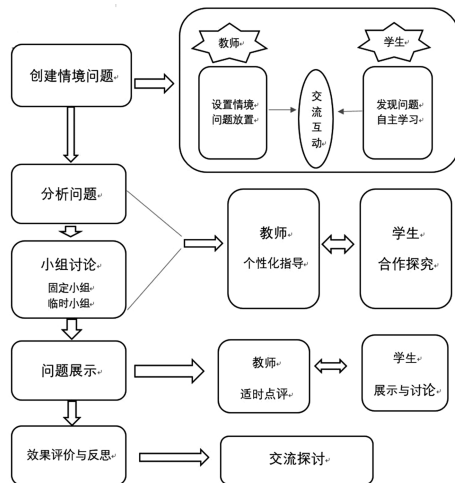 教师
学生
创建情境问题
设置情境
问题放置
交流互动
发现问题
自主学习
分析问题
小组讨论
固定小组
临时小组
教师
个性化指导
学生
合作探究
问题展示
教师
适时点评
学生
展示与讨论
效果评价与反思
交流探讨